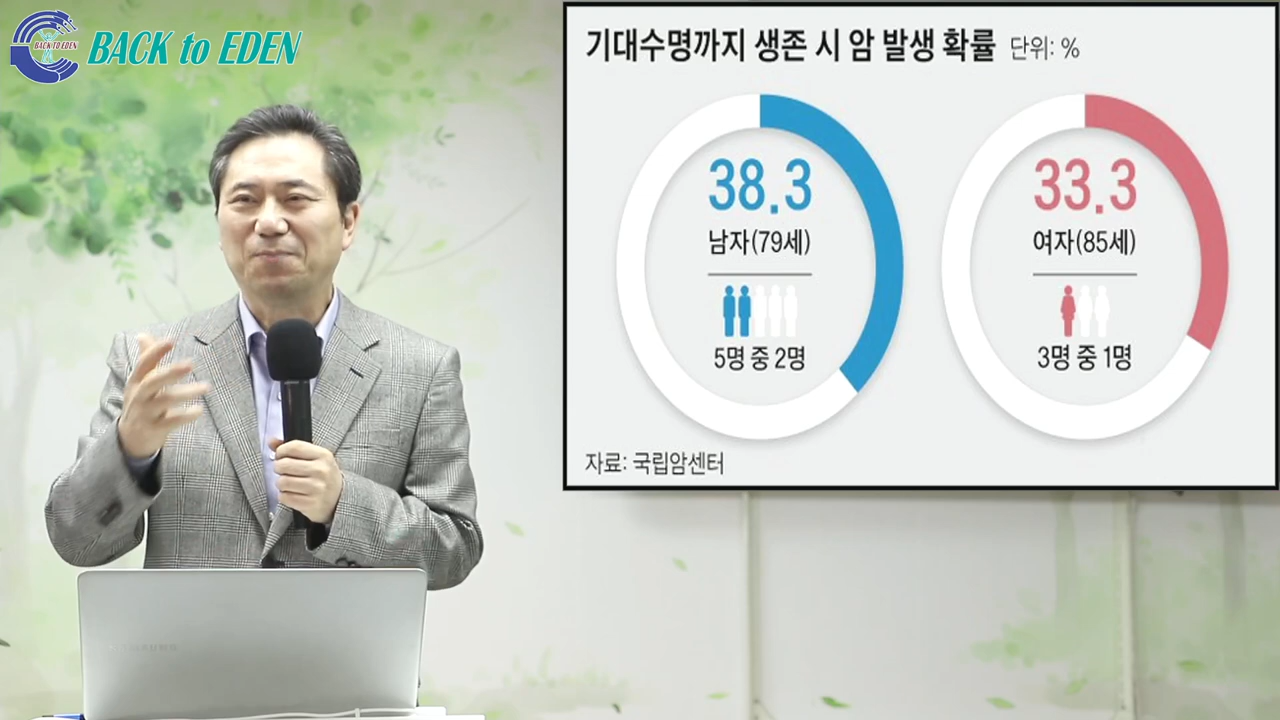 BACK TO EDEN
BACK to EDEN
기대수명까지 생존 시 암 발생 확률 단위: %
38.3
남자(79세)
5명 중 2명
33.3
여자(85세)
3명 중 1명
자료: 국립암센터